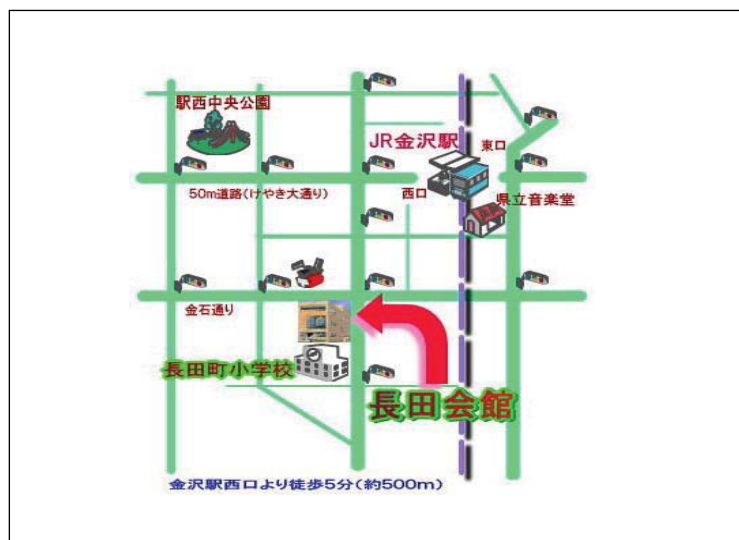 駅西中央公園
JR金沢駅
東口
50m道路(けやき大通り)
西口
県立音楽堂
金石通り
長田町小学校
長田会館
金沢駅西口より徒歩5分(約500m)